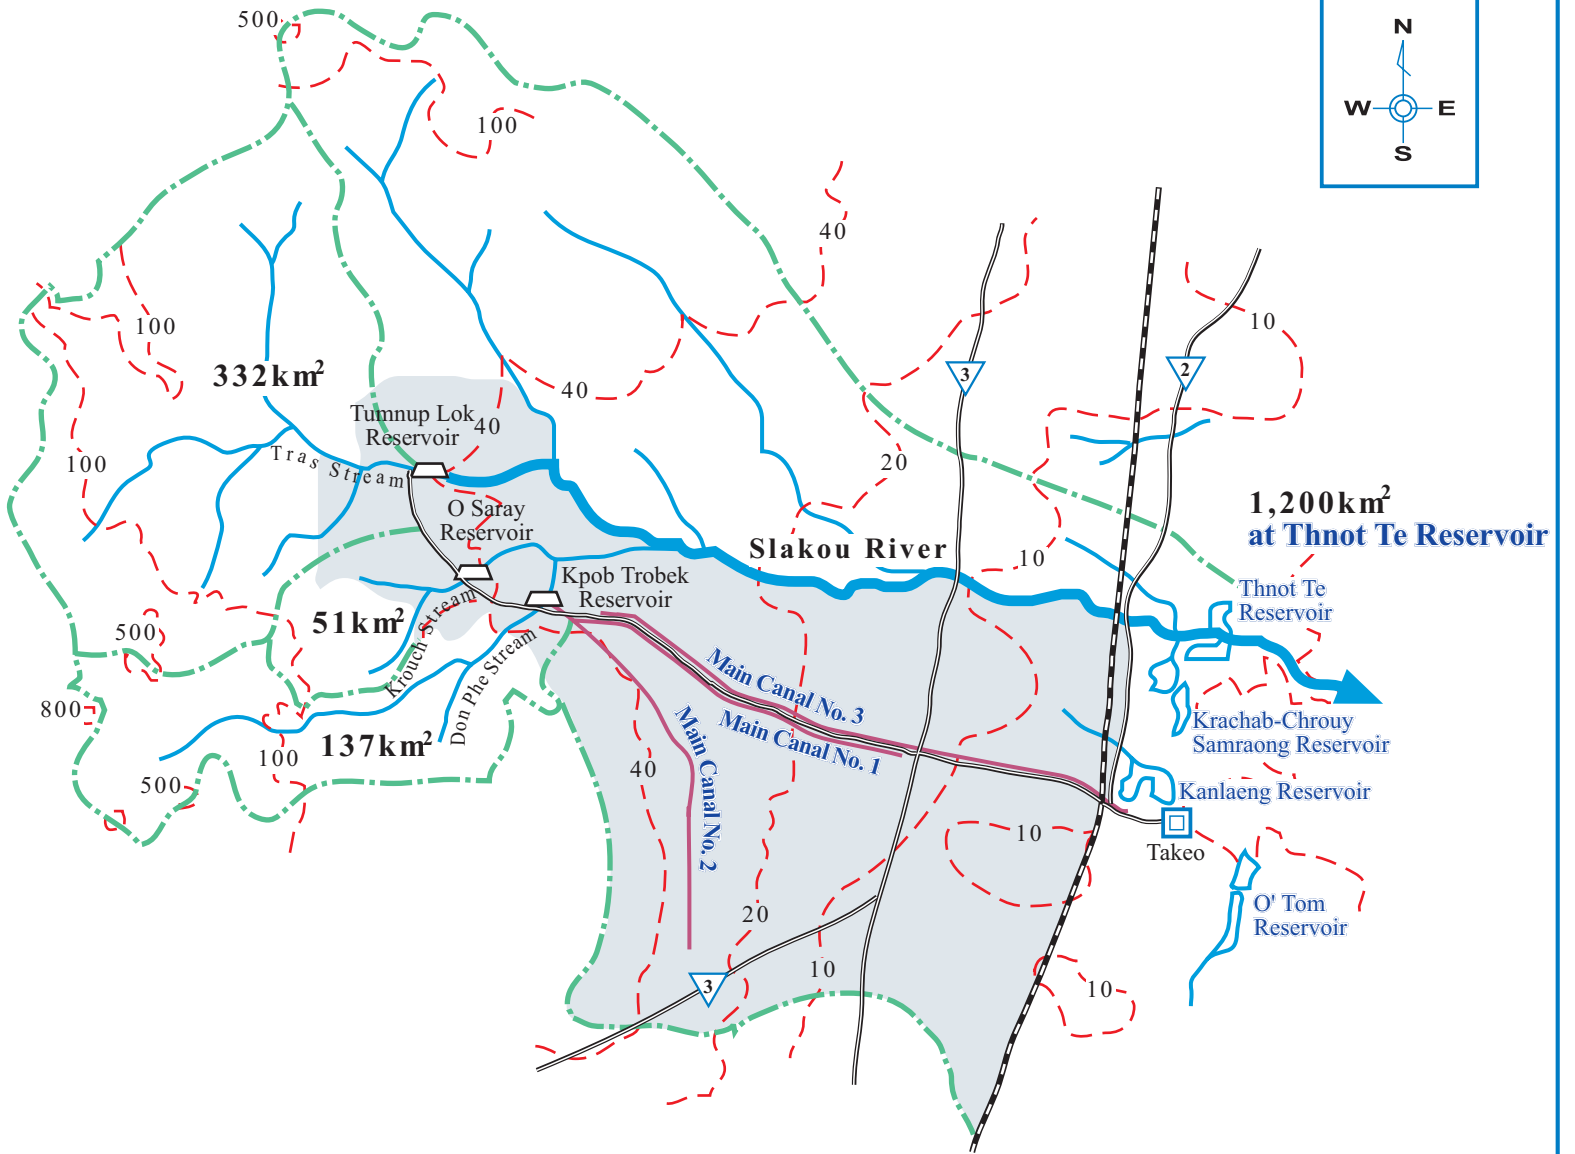 500
N
W
E
S
100
40
100
10
332km²
3
2
40
Tumnup Lok
Reservoir
40
Tras Stream
100
20
1,200km²
at Thnot Te Reservoir
O Saray
Reservoir
Slakou River
10
Kpob Trobek
Reservoir
Thnot Te
Reservoir
51km²
500
Krouch Stream
Don Phe Stream
800
137km²
100
500
Main Canal No. 3
Main Canal No. 1
Main Canal No. 2
40
Krachab-Chrouy
Samraong Reservoir
Kanlaeng Reservoir
10
Takeo
20
O' Tom
Reservoir
10
3
10